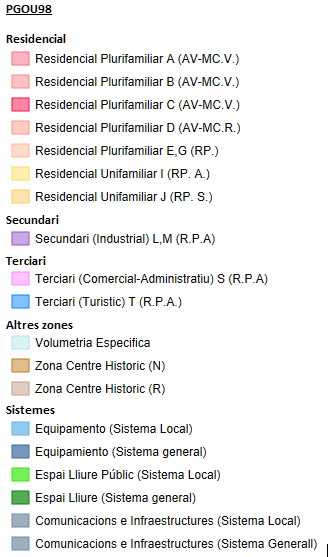 PGOU98
Residencial
Residencial Plurifamiliar A (AV-MC.V.)
Residencial Plurifamiliar B (AV-MC.V.)
Residencial Plurifamiliar C (AV-MC.V.)
Residencial Plurifamiliar D (AV-MC.R.)
Residencial Plurifamiliar E,G (RP.)
Residencial Unifamiliar I (RP. A.)
Residencial Unifamiliar J (RP. S.)
Secundari
Secundari (Industrial) L,M (R.P.A)
Terciari
Terciari (Comercial-Administratiu) S (R.P.A)
Terciari (Turistic) T (R.P.A.)
Altres zones
Volumetria Especifica
Zona Centre Historic (N)
Zona Centre Historic (R)
Sistemes
Equipamento (Sistema Local)
Equipamiento (Sistema general)
Espai Lliure Públic (Sistema Local)
Espai Lliure (Sistema general)
Comunicacions e Infraestructures (Sistema Local)
Comunicacions e Infraestructures (Sistema Generall)